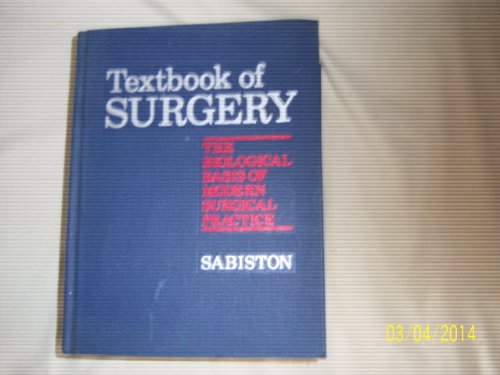 Textbook of
SURGERY
THE
BIOLOGICAL
BASIS OF
MODERN
SURGICAL
PRACTICE
SABISTON
03/04/2014